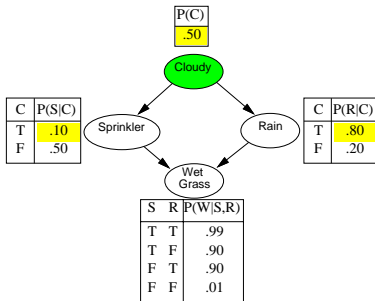 P(C)
.50
Cloudy
C P(S|C)
T .10
F .50
Sprinkler
Rain
C P(R|C)
T .80
F .20
Wet
Grass
S R P(W|S,R)
T T .99
T F .90
F T .90
F F .01